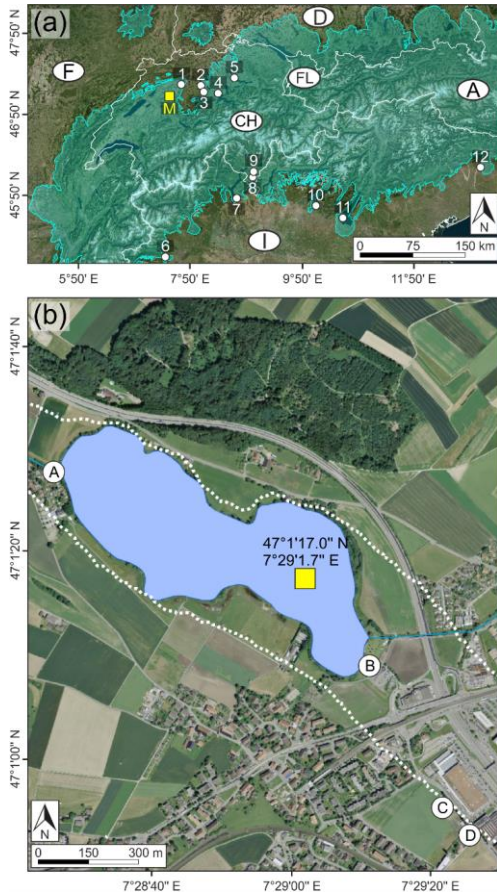 (a)
D
47°50' N
F
1
2
5
FL
M
3
4
A
46°50' N
CH
9
8
12
45°50' N
7
10
11
6
I
N
0 75 150 km
5°50' E
7°50' E
9°50' E
11°50' E
(b)
47°1'40" N
A
47°1'20" N
47°1'17.0" N
7°29'1.7" E
B
47°1'00" N
C
D
N
0 150 300 m
7°28'40" E
7°29'00" E
7°29'20" E